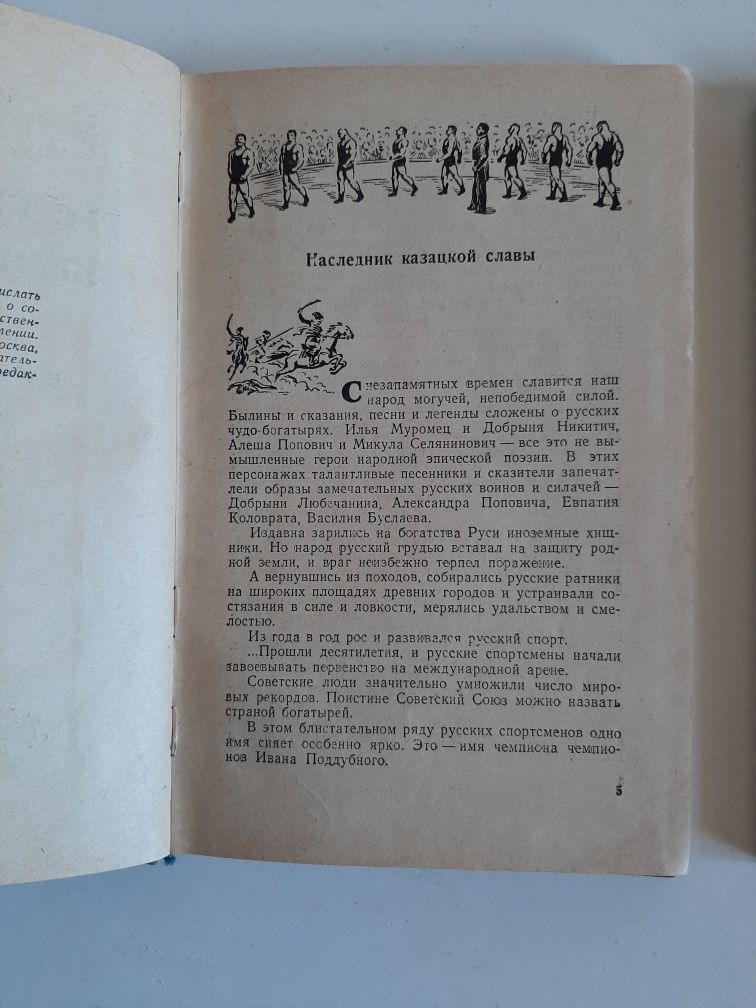 ислать
о со-
ствен-
лении.
осква,
атель-
редак-
Наследник казацкой славы
С незапамятных времен славится наш
народ могучей, непобедимой силой.
Былины и сказания, песни и легенды сложены о русских
чудо-богатырях. Илья Муромец и Добрыня Никитич,
Алеша Попович и Микула Селянинович — все это не вы-
мышленные герои народной эпической поэзии. В этих
персонажах талантливые песенники и сказители запечат-
лели образы замечательных русских воинов и силачей —
Добрыни Любечанина, Александра Поповича, Евпатия
Коловрата, Василия Буслаева.
Издавна зарились на богатства Руси иноземные хищ-
ники. Но народ русский грудью вставал на защиту род-
ной земли, и враг неизбежно терпел поражение.
А вернувшись из походов, собирались русские ратники
на широких площадях древних городов и устраивали со-
стязания в силе и ловкости, мерялись удальством и сме-
лостью.
Из года в год рос и развивался русский спорт.
...Прошли десятилетия, и русские спортсмены начали
завоевывать первенство на международной арене.
Советские люди значительно умножили число миро-
вых рекордов. Поистине Советский Союз можно назвать
страной богатырей.
В этом блистательном ряду русских спортсменов одно
имя сияет особенно ярко. Это — имя чемпиона чемпио-
нов Ивана Поддубного.
5